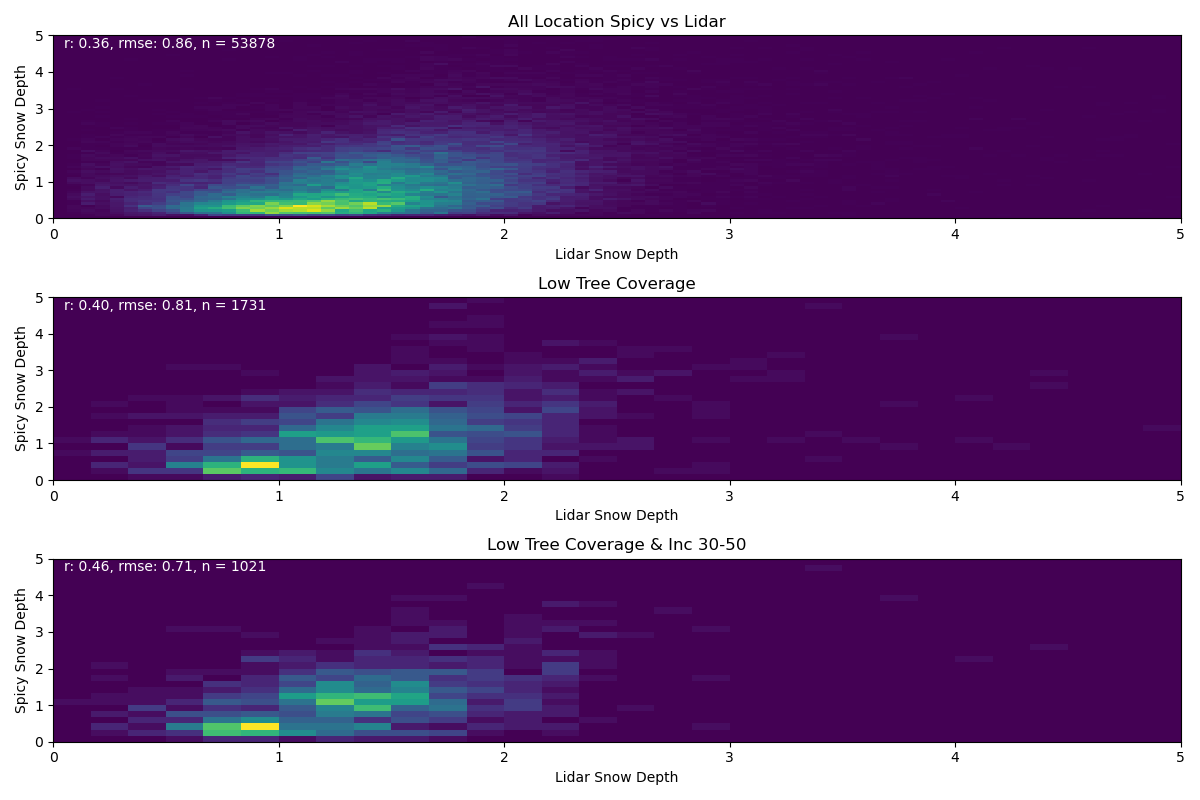 All Location Spicy vs Lidar
r: 0.36, rmse: 0.86, n = 53878
5
4
3
2
1
0
Spicy Snow Depth
0 1 2 3 4 5
Lidar Snow Depth
Low Tree Coverage
r: 0.40, rmse: 0.81, n = 1731
5
4
3
2
1
0
Spicy Snow Depth
0 1 2 3 4 5
Lidar Snow Depth
Low Tree Coverage & Inc 30-50
r: 0.46, rmse: 0.71, n = 1021
5
4
3
2
1
0
Spicy Snow Depth
0 1 2 3 4 5
Lidar Snow Depth